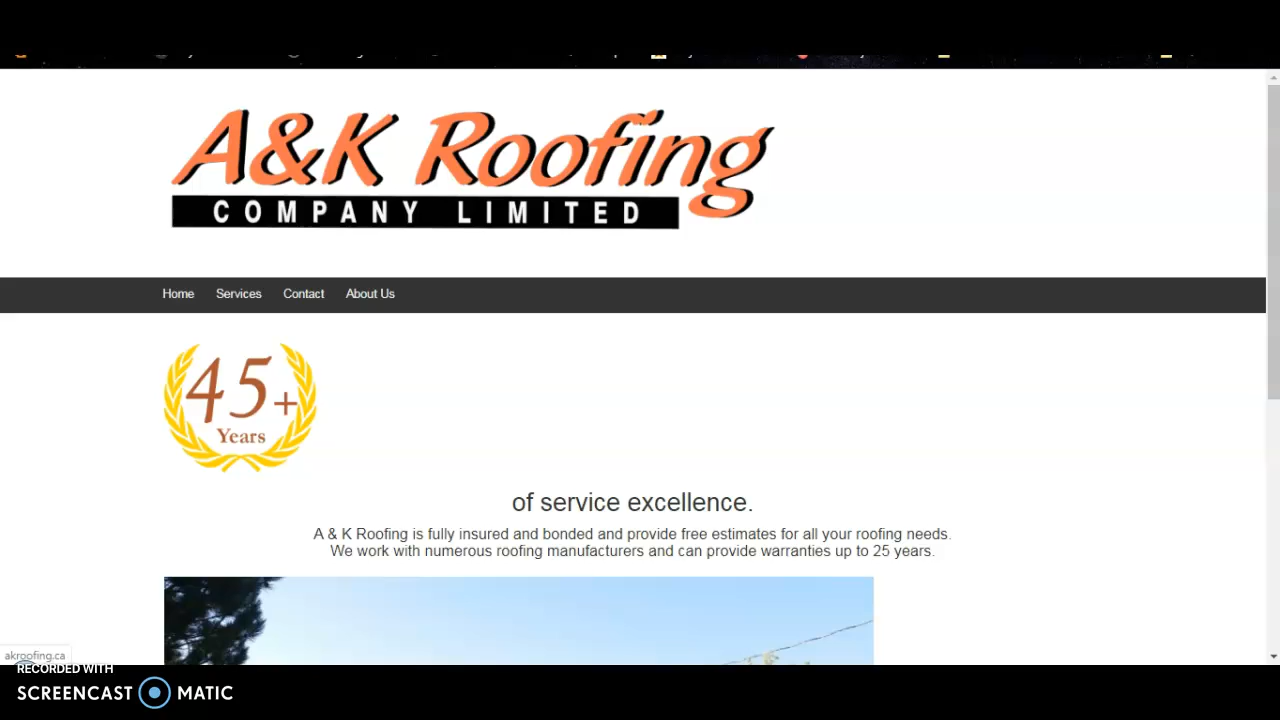 A&K Roofing
COMPANY LIMITED
Home Services Contact About Us
45+
Years
of service excellence.
A & K Roofing is fully insured and bonded and provide free estimates for all your roofing needs.
We work with numerous roofing manufacturers and can provide warranties up to 25 years.
akroofing.ca
RECORDED WITH
SCREENCAST MATIC